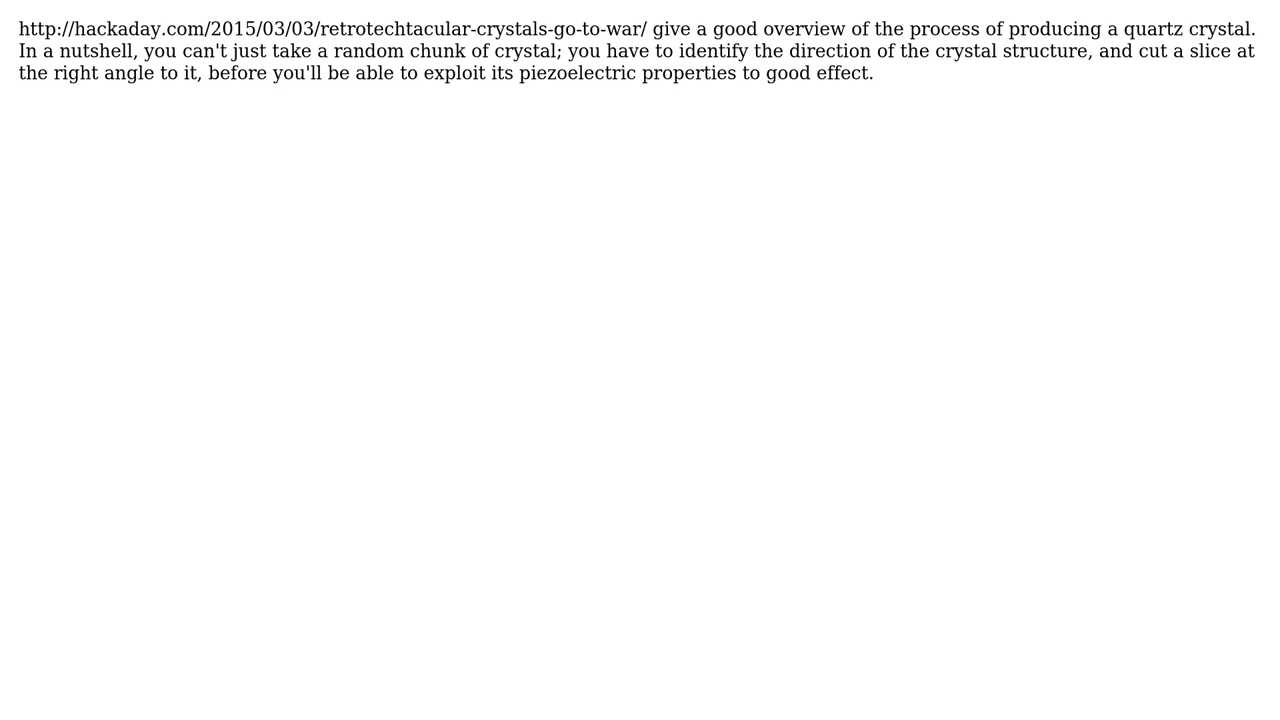 http://hackaday.com/2015/03/03/retrotechtacular-crystals-go-to-war/ give a good overview of the process of producing a quartz crystal.
In a nutshell, you can't just take a random chunk of crystal; you have to identify the direction of the crystal structure, and cut a slice at
the right angle to it, before you'll be able to exploit its piezoelectric properties to good effect.